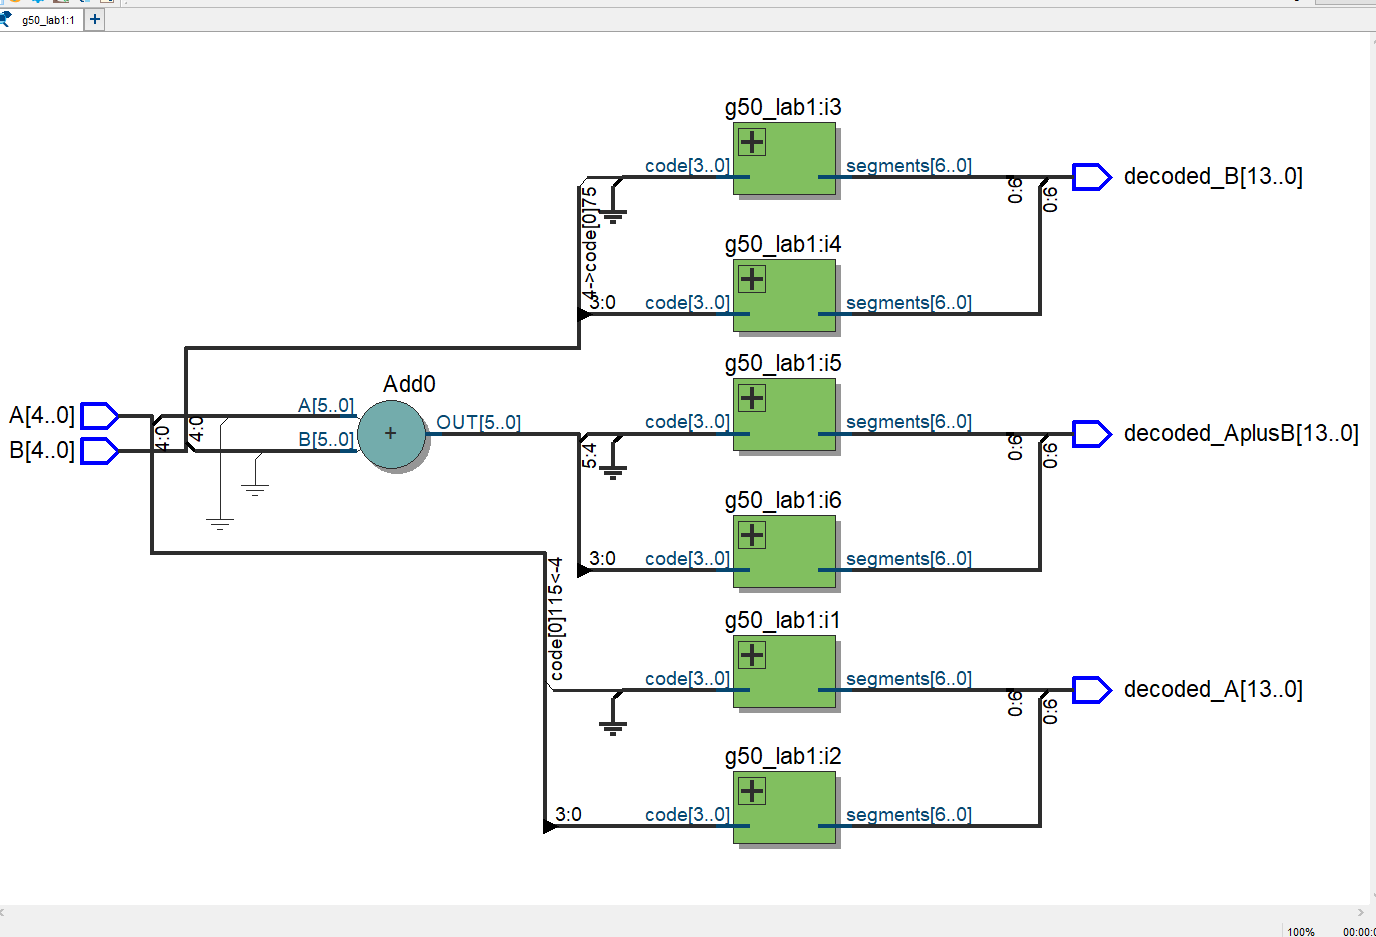 g50_lab1:1
+
g50_lab1:i3
code[3..0]
segments[6..0]
4->code[0]75
0:6
0:6
decoded_B[13..0]
g50_lab1:i4
3:0
code[3..0]
segments[6..0]
g50_lab1:i5
Add0
A[4..0]
B[4..0]
4:0
4:0
A[5..0]
B[5..0]
+
OUT[5..0]
5:4
code[3..0]
segments[6..0]
0:6
0:6
decoded_AplusB[13..0]
g50_lab1:i6
3:0
code[3..0]
segments[6..0]
code[0]115<-4
g50_lab1:i1
code[3..0]
segments[6..0]
0:6
0:6
decoded_A[13..0]
g50_lab1:i2
3:0
code[3..0]
segments[6..0]
100%